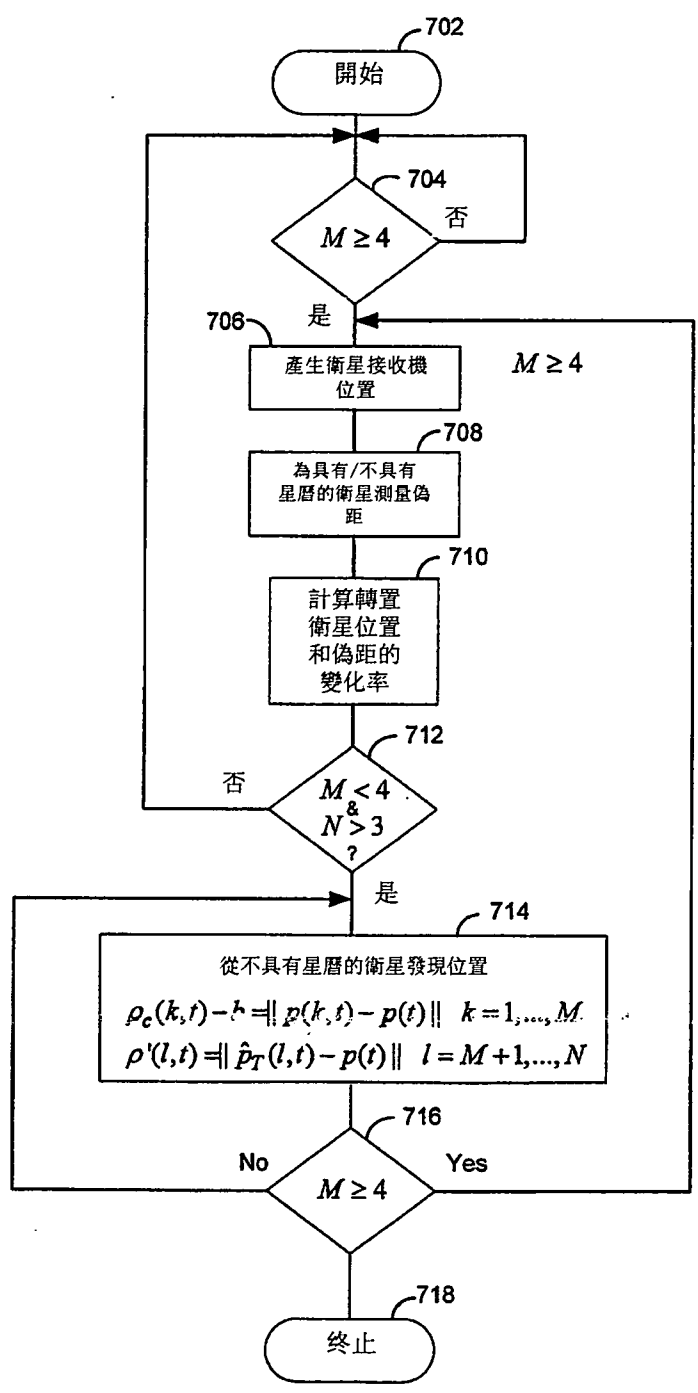 702
開始
704
M ≥ 4
否
是
706
產生衛星接收機
位置
M ≥ 4
708
為具有/不具有
星曆的衛星測量偽
距
710
計算轉置
衛星位置
和偽距的
變化率
712
否
M < 4
&
N > 3
?
是
714
從不具有星曆的衛星發現位置
ρc(k,t) − b =|| p(k,t) − p(t) || k = 1,...,M
ρ'(l,t) =|| p̂T(l,t) − p(t) || l = M +1,...,N
716
No
Yes
M ≥ 4
718
终止